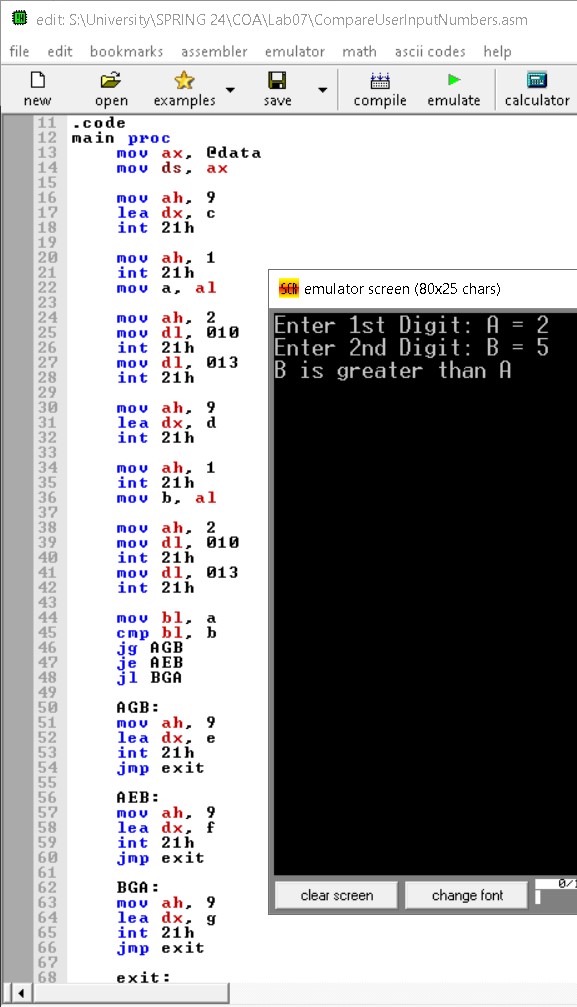 edit: S:\University\SPRING 24\COA\Lab07\CompareUserInputNumbers.asm
file edit bookmarks assembler emulator math ascii codes help
new open examples save compile emulate calculator
11 .code
12 main proc
13 mov ax, @data
14 mov ds, ax
15
16 mov ah, 9
17 lea dx, c
18 int 21h
19
20 mov ah, 1
21 int 21h
22 mov a, al
23
24 mov ah, 2
25 mov dl, 010
26 int 21h
27 mov dl, 013
28 int 21h
29
30 mov ah, 9
31 lea dx, d
32 int 21h
33
34 mov ah, 1
35 int 21h
36 mov b, al
37
38 mov ah, 2
39 mov dl, 010
40 int 21h
41 mov dl, 013
42 int 21h
43
44 mov bl, a
45 cmp bl, b
46 jg AGB
47 je AEB
48 jl BGA
49
50 AGB:
51 mov ah, 9
52 lea dx, e
53 int 21h
54 jmp exit
55
56 AEB:
57 mov ah, 9
58 lea dx, f
59 int 21h
60 jmp exit
61
62 BGA:
63 mov ah, 9
64 lea dx, g
65 int 21h
66 jmp exit
67
68 exit:
SCR emulator screen (80x25 chars)
Enter 1st Digit: A = 2
Enter 2nd Digit: B = 5
B is greater than A
clear screen change font 0/1